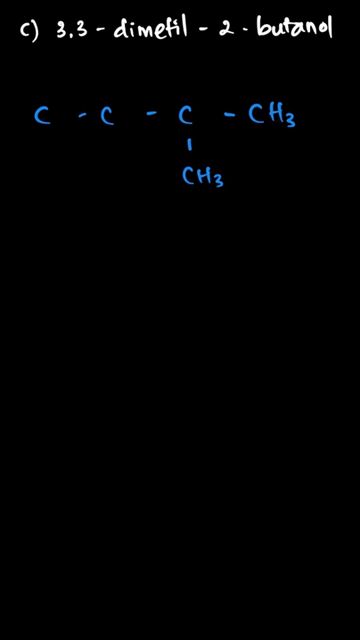 c) 3.3 - dimetil - 2 - butanol
C - C - C - CH3
CH3